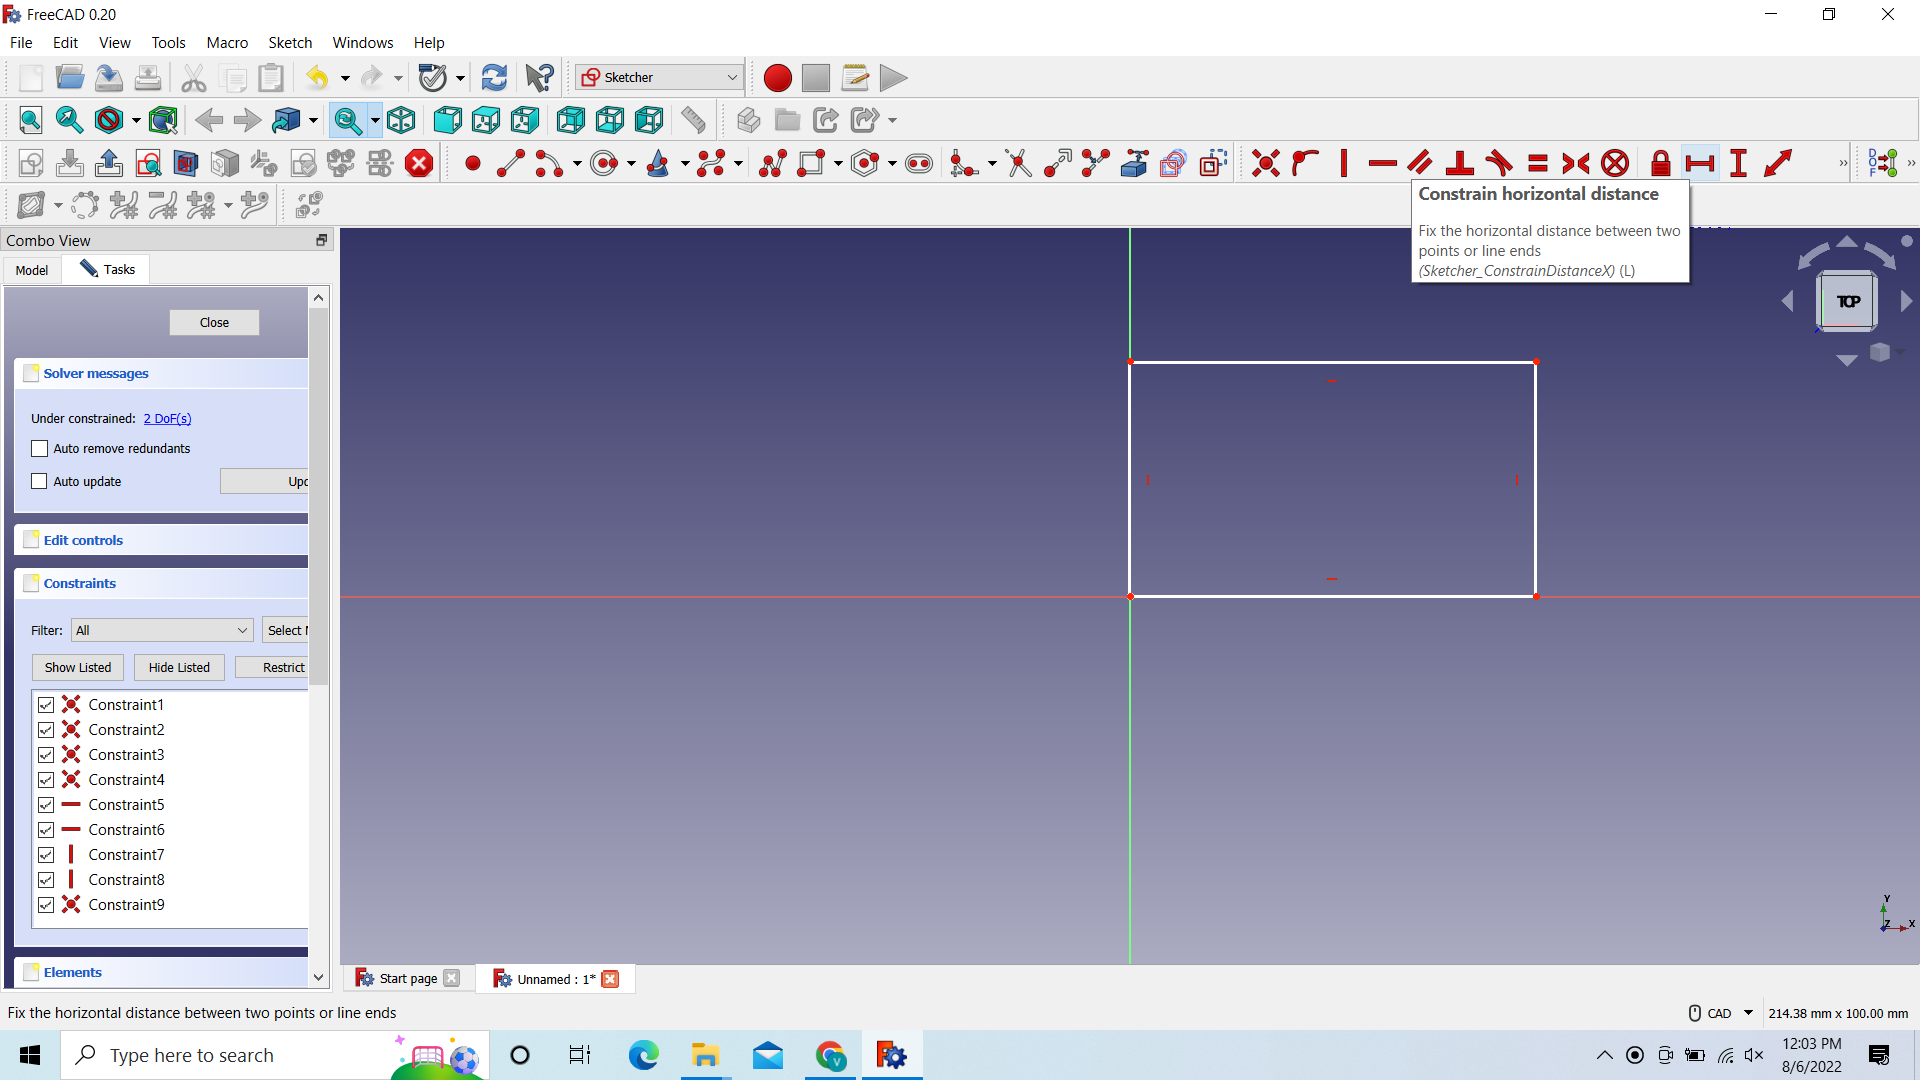 FreeCAD 0.20
File Edit View Tools Macro Sketch Windows Help
Sketcher
Constrain horizontal distance
Fix the horizontal distance between two
points or line ends
(Sketcher_ConstrainDistanceX) (L)
Combo View
Model Tasks
TOP
Close
Solver messages
Under constrained: 2 DoF(s)
Auto remove redundants
Auto update Upd
Edit controls
Constraints
Filter: All Select
Show Listed Hide Listed Restrict
Constraint1
Constraint2
Constraint3
Constraint4
Constraint5
Constraint6
Constraint7
Constraint8
Constraint9
Y
Z X
Elements
Start page Unnamed : 1*
Fix the horizontal distance between two points or line ends
CAD 214.38 mm x 100.00 mm
Type here to search
12:03 PM
8/6/2022